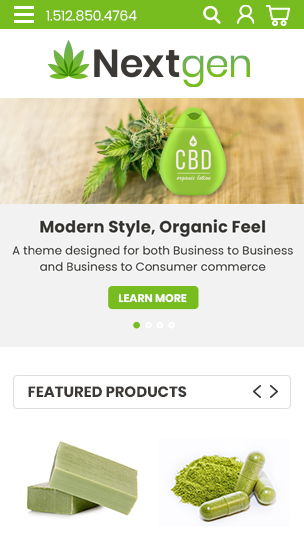 1.512.850.4764
Nextgen
CBD
organic lotion
Modern Style, Organic Feel
A theme designed for both Business to Business
and Business to Consumer commerce
LEARN MORE
FEATURED PRODUCTS